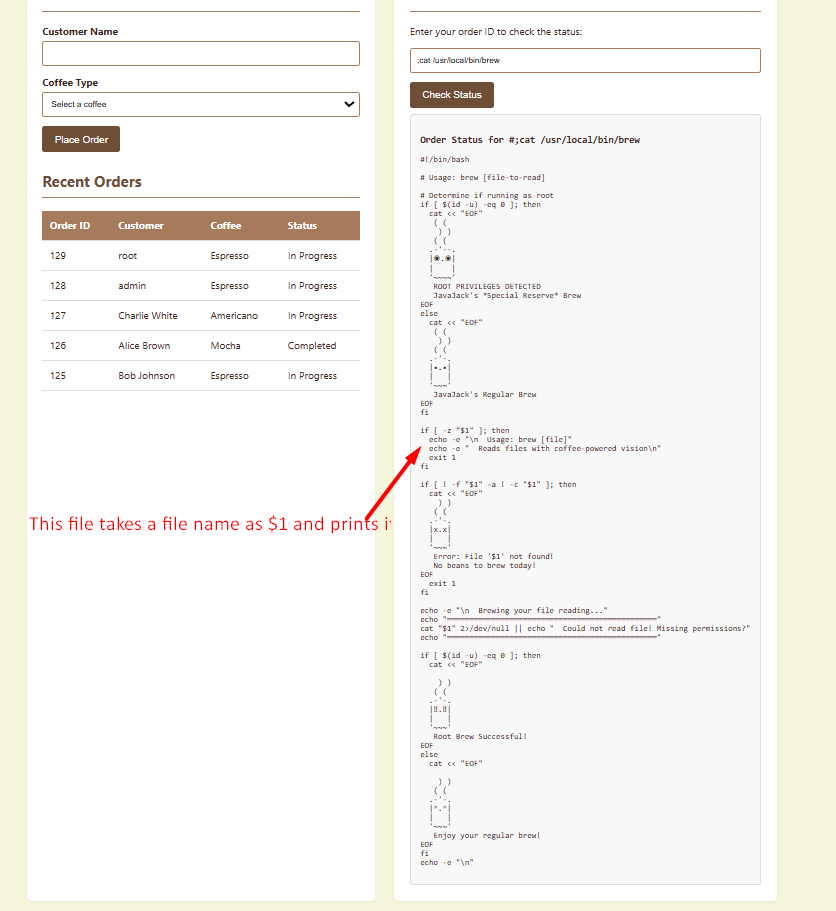 Customer Name
Coffee Type
Select a coffee
Place Order
Recent Orders
Order ID Customer Coffee Status
129 root Espresso In Progress
128 admin Espresso In Progress
127 Charlie White Americano In Progress
126 Alice Brown Mocha Completed
125 Bob Johnson Espresso In Progress
This file takes a file name as $1 and prints i
Enter your order ID to check the status:
;cat /usr/local/bin/brew
Check Status
Order Status for #;cat /usr/local/bin/brew
#!/bin/bash
# Usage: brew [file-to-read]
# Determine if running as root
if [ $(id -u) -eq 0 ]; then
  cat << "EOF"
   ( (
    ) )
   ( (
  .-'--.
  |◉.◉|
  |    |
  '~~~~'
   ROOT PRIVILEGES DETECTED
   JavaJack's *Special Reserve* Brew
EOF
else
  cat << "EOF"
   ( (
    ) )
   ( (
  .-'-.
  |•.•|
  |   |
  '~~~'
   JavaJack's Regular Brew
EOF
fi
if [ -z "$1" ]; then
  echo -e "\n  Usage: brew [file]"
  echo -e "  Reads files with coffee-powered vision\n"
  exit 1
fi
if [ ! -f "$1" -a ! -c "$1" ]; then
  cat << "EOF"
    ) )
   ( (
  .-'-.
  |x.x|
  |   |
  '~~~'
   Error: File '$1' not found!
   No beans to brew today!
EOF
  exit 1
fi
echo -e "\n  Brewing your file reading..."
echo "==============================================="
cat "$1" 2>/dev/null || echo "  Could not read file! Missing permissions?"
echo "==============================================="
if [ $(id -u) -eq 0 ]; then
  cat << "EOF"
    ) )
   ( (
  .-'-.
  |‼.‼|
  |   |
  '~~~'
   Root Brew Successful!
EOF
else
  cat << "EOF"
    ) )
   ( (
  .-'-.
  |^.^|
  |   |
  '~~~'
   Enjoy your regular brew!
EOF
fi
echo -e "\n"